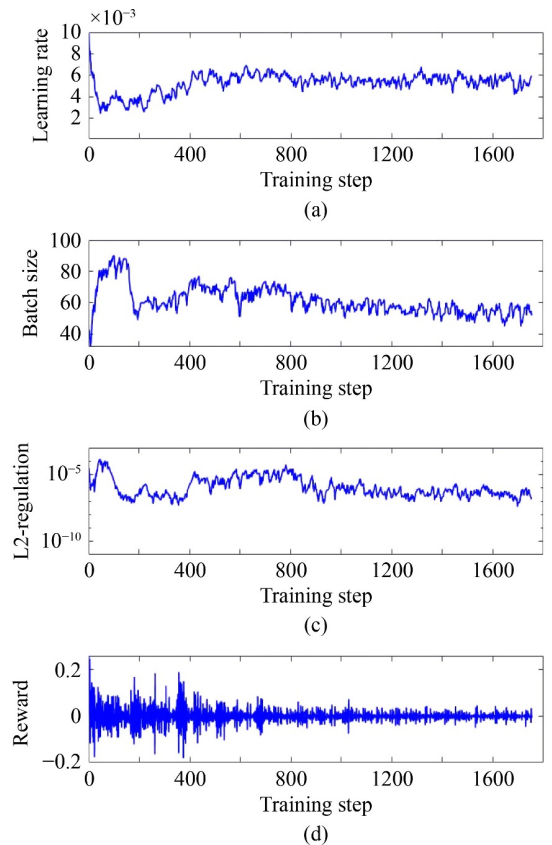 ×10⁻³
10
8
6
4
2
Learning rate
0 400 800 1200 1600
Training step
(a)
100
80
60
40
Batch size
0 400 800 1200 1600
Training step
(b)
10⁻⁵
10⁻¹⁰
L2-regulation
0 400 800 1200 1600
Training step
(c)
0.2
0
−0.2
Reward
0 400 800 1200 1600
Training step
(d)